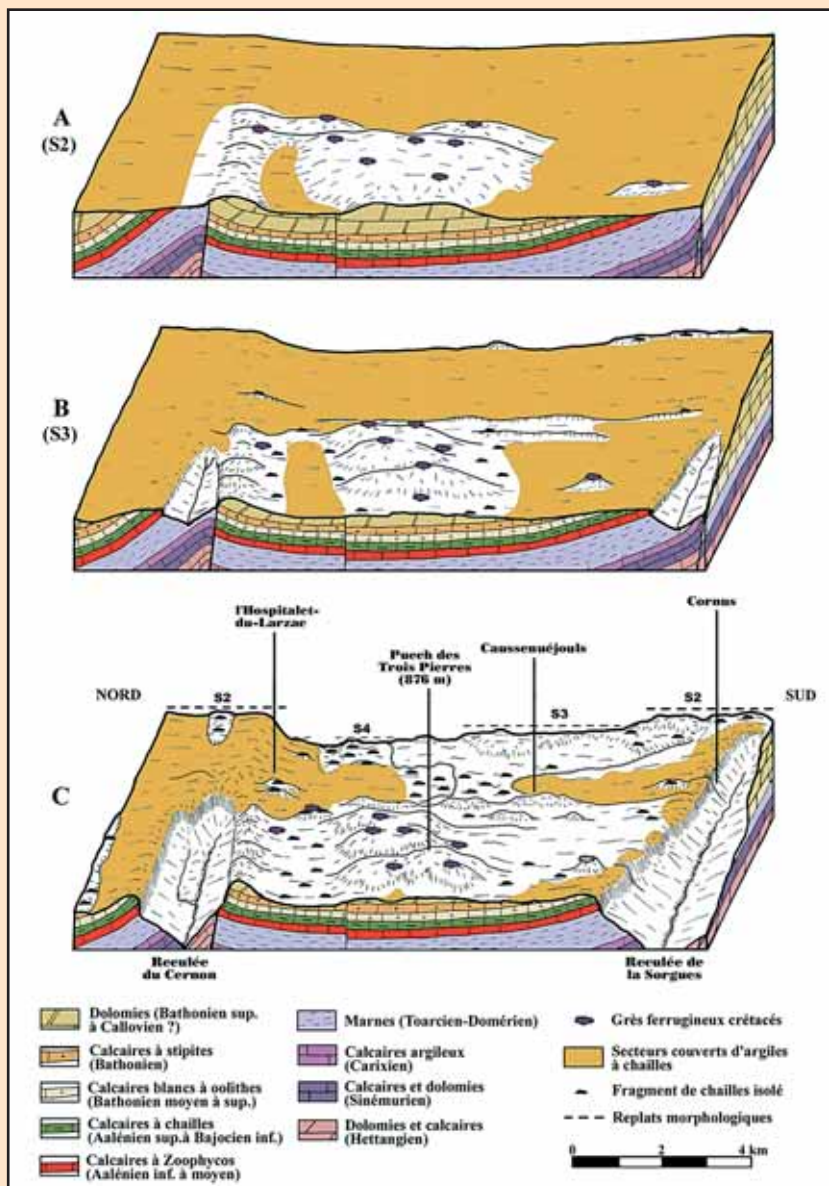 A
(S2)
B
(S3)
l'Hospitalet-
du-Larzac
Puech des
Trois Pierres
(876 m)
Caussenuéjouls
Cornus
NORD
S2
S4
S3
S2
SUD
C
Reculée
du Cernon
Reculée de
la Sorgues
Dolomies (Bathonien sup.
à Callovien ?)
Calcaires à stipites
(Bathonien)
Calcaires blancs à oolithes
(Bathonien moyen à sup.)
Calcaires à chailles
(Aalénien sup.à Bajocien inf.)
Calcaires à Zoophycos
(Aalénien inf. à moyen)
Marnes (Toarcien-Domérien)
Calcaires argileux
(Carixien)
Calcaires et dolomies
(Sinémurien)
Dolomies et calcaires
(Hettangien)
Grès ferrugineux crétacés
Secteurs couverts d'argiles
à chailles
Fragment de chailles isolé
Replats morphologiques
0 2 4 km